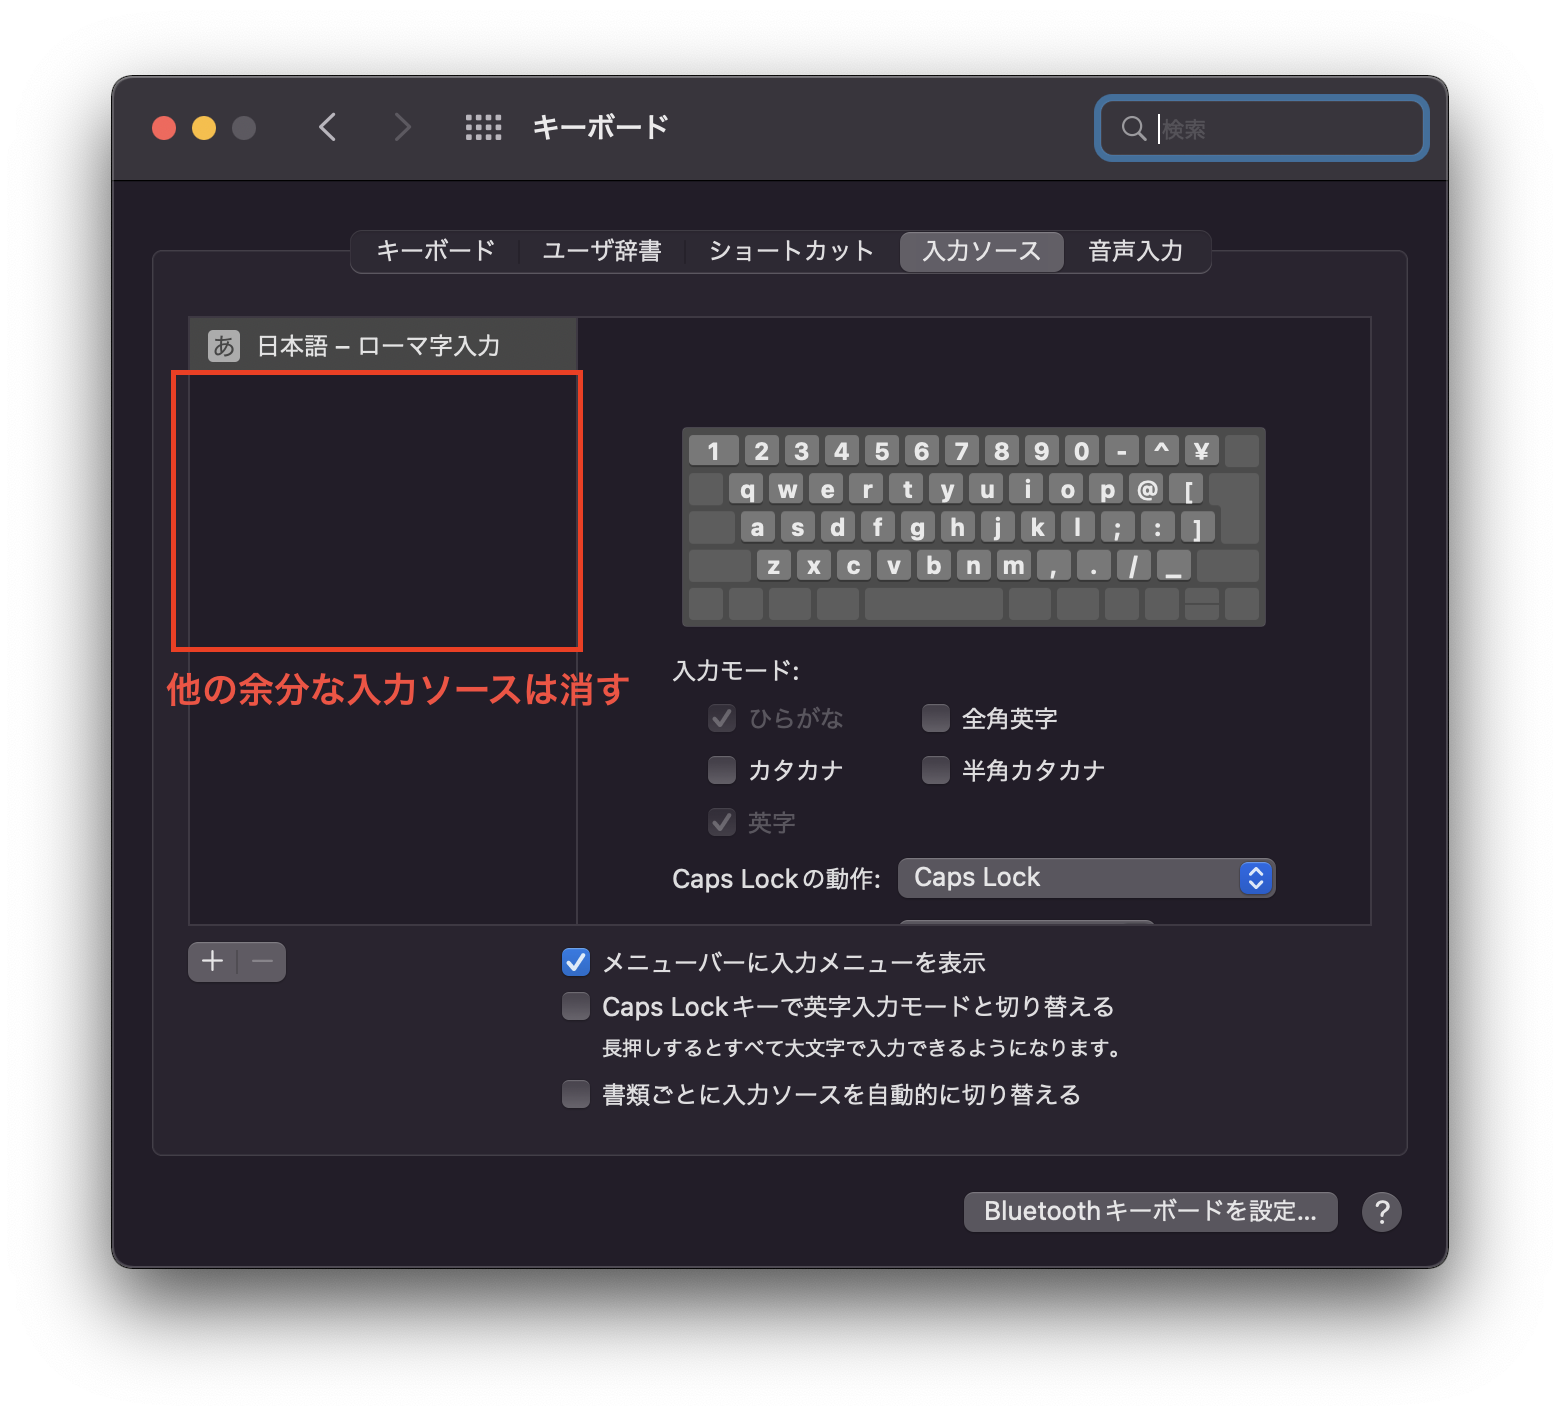 キーボード
検索
キーボード ユーザ辞書 ショートカット 入力ソース 音声入力
あ 日本語 – ローマ字入力
1 2 3 4 5 6 7 8 9 0 - ^ ¥
q w e r t y u i o p @ [
a s d f g h j k l ; : ]
z x c v b n m , . / _
入力モード:
他の余分な入力ソースは消す
ひらがな 全角英字
カタカナ 半角カタカナ
英字
Caps Lockの動作: Caps Lock
+ −
メニューバーに入力メニューを表示
Caps Lockキーで英字入力モードと切り替える
長押しするとすべて大文字で入力できるようになります。
書類ごとに入力ソースを自動的に切り替える
Bluetoothキーボードを設定... ?